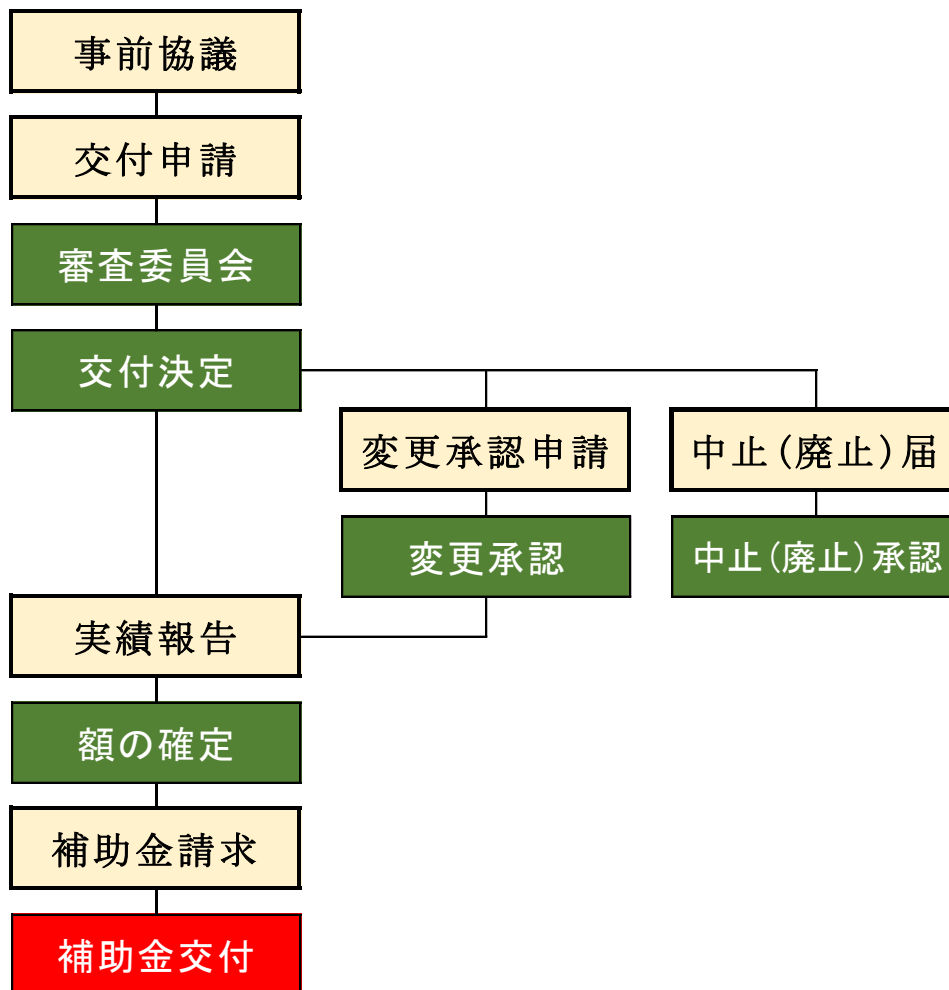 事前協議
交付申請
審査委員会
交付決定
変更承認申請
中止(廃止)届
変更承認
中止(廃止)承認
実績報告
額の確定
補助金請求
補助金交付